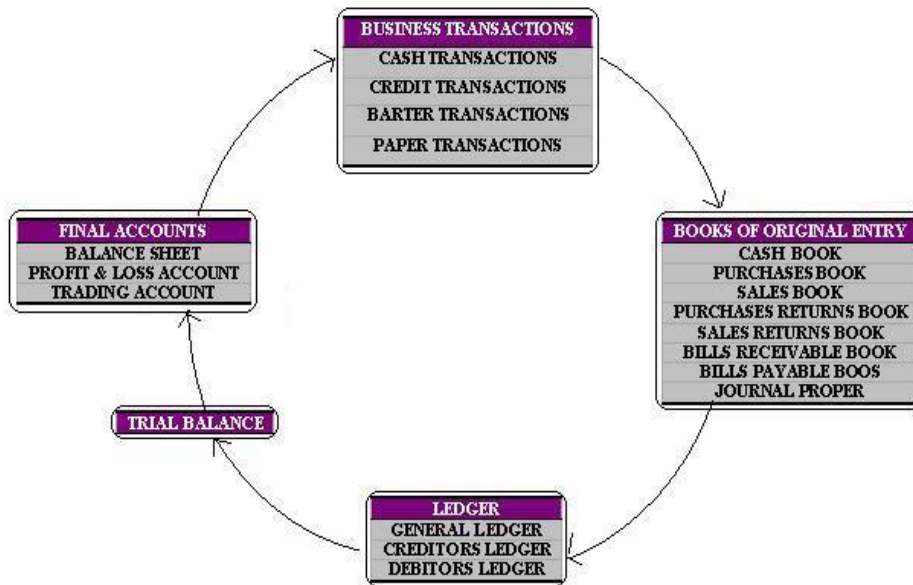 BUSINESS TRANSACTIONS
CASH TRANSACTIONS
CREDIT TRANSACTIONS
BARTER TRANSACTIONS
PAPER TRANSACTIONS
BOOKS OF ORIGINAL ENTRY
CASH BOOK
PURCHASES BOOK
SALES BOOK
PURCHASES RETURNS BOOK
SALES RETURNS BOOK
BILLS RECEIVABLE BOOK
BILLS PAYABLE BOOS
JOURNAL PROPER
LEDGER
GENERAL LEDGER
CREDITORS LEDGER
DEBITORS LEDGER
TRIAL BALANCE
FINAL ACCOUNTS
BALANCE SHEET
PROFIT & LOSS ACCOUNT
TRADING ACCOUNT